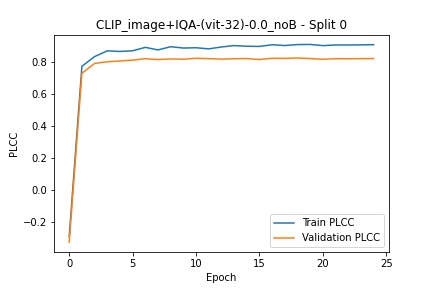 CLIP_image+IQA-(vit-32)-0.0_noB - Split 0
PLCC
0.8
0.6
0.4
0.2
0.0
−0.2
Train PLCC
Validation PLCC
0 5 10 15 20 25
Epoch